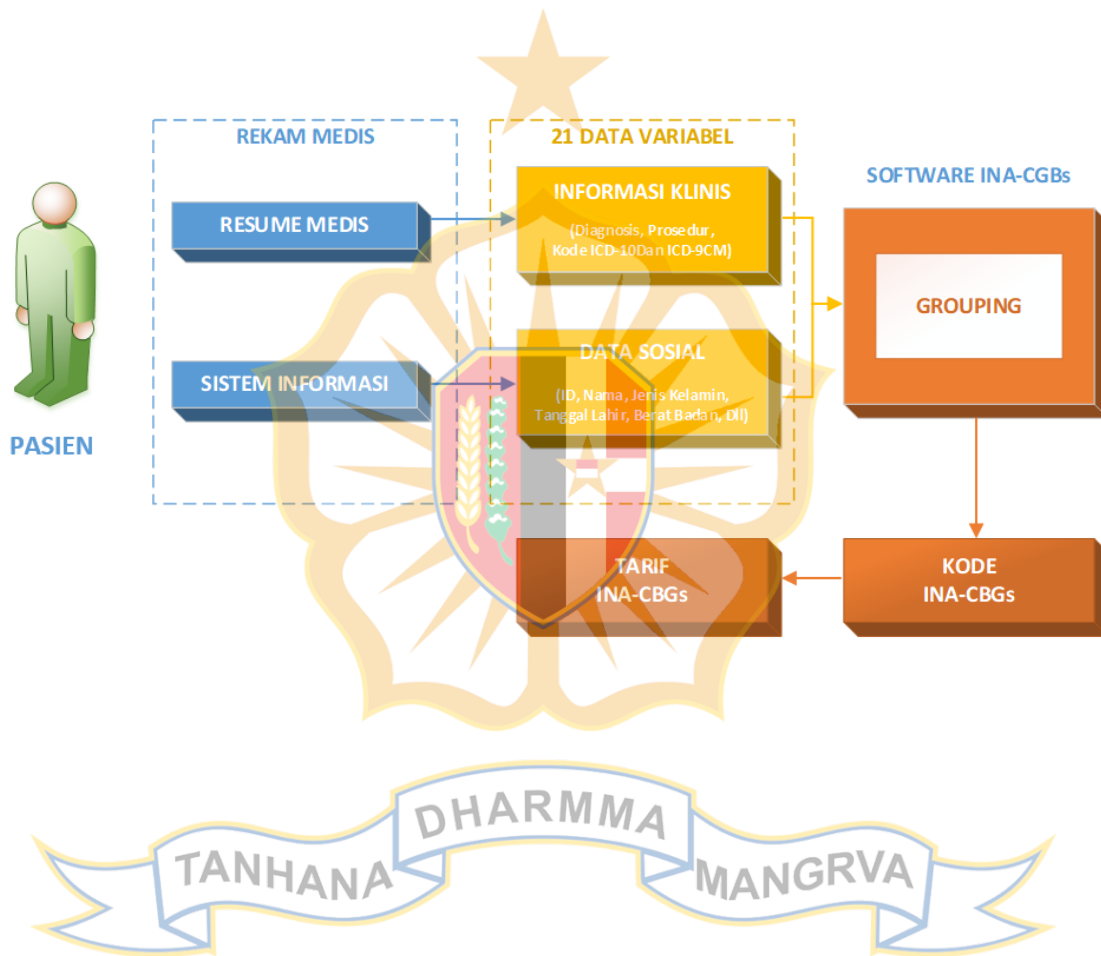 REKAM MEDIS
21 DATA VARIABEL
SOFTWARE INA-CGBs
PASIEN
RESUME MEDIS
SISTEM INFORMASI
INFORMASI KLINIS
(Diagnosis, Prosedur,
Kode ICD-10Dan ICD-9CM)
DATA SOSIAL
(ID, Nama, Jenis Kelamin,
Tanggal Lahir, Berat Badan, Dll)
GROUPING
TARIF
INA-CBGs
KODE
INA-CBGs
TANHANA
DHARMMA
MANGRVA